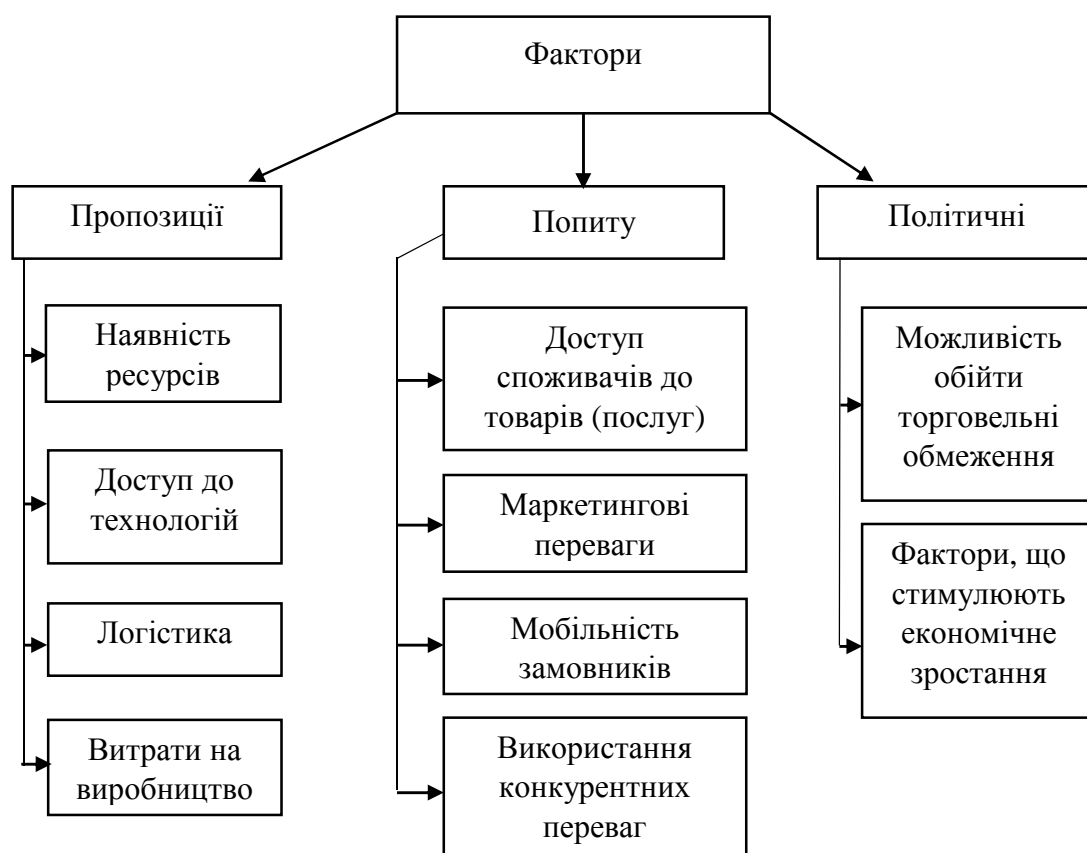 Фактори
Пропозиції
Попиту
Політичні
Наявність
ресурсів
Доступ до
технологій
Логістика
Витрати на
виробництво
Доступ
споживачів до
товарів (послуг)
Маркетингові
переваги
Мобільність
замовників
Використання
конкурентних
переваг
Можливість
обійти
торговельні
обмеження
Фактори, що
стимулюють
економічне
зростання